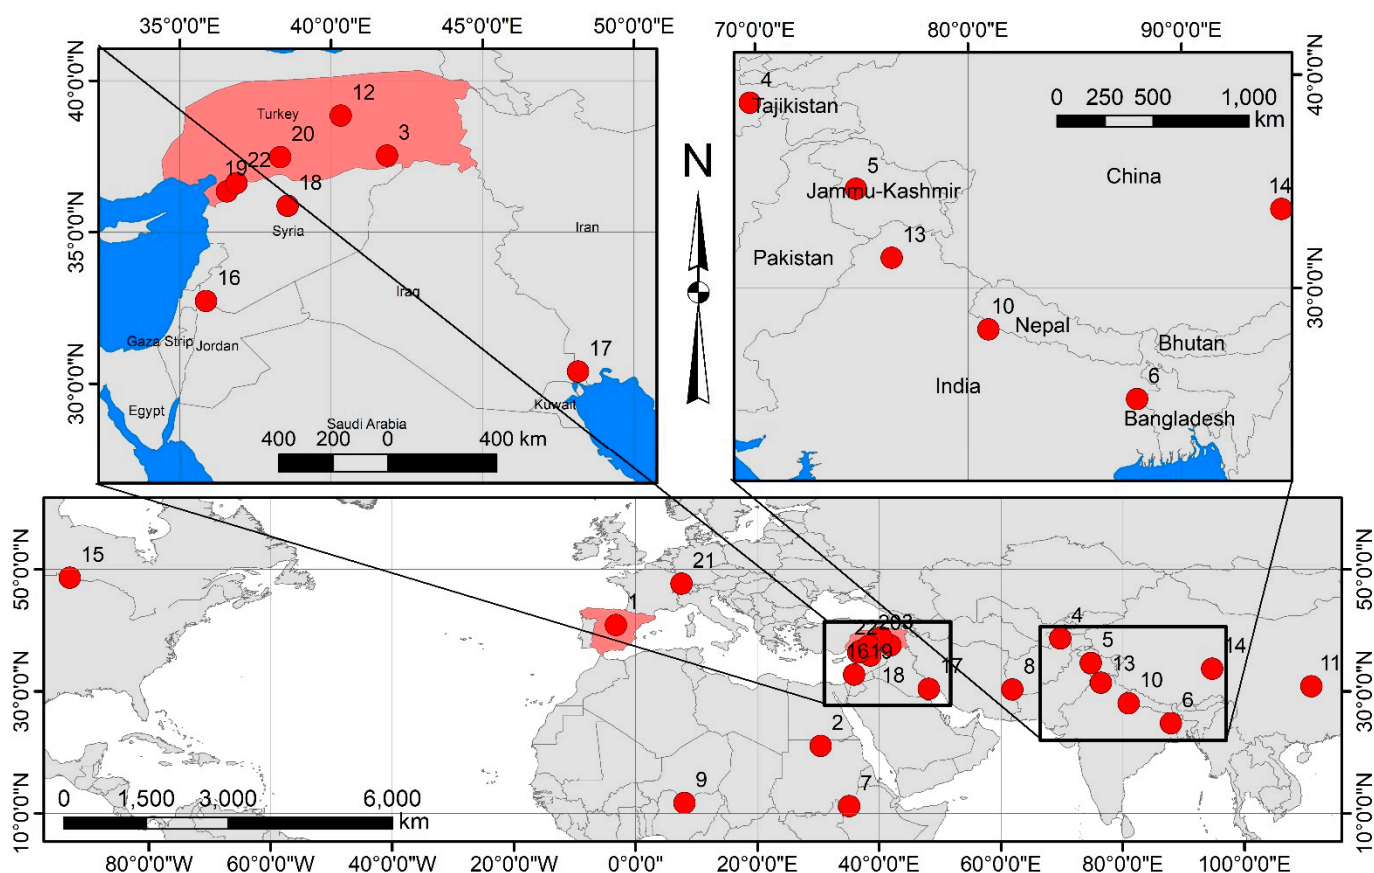 35°0'0"E 40°0'0"E 45°0'0"E 50°0'0"E
40°0'0"N
35°0'0"N
30°0'0"N
12
Turkey
20
3
22
19
18
Syria
Iran
16
Iraq
Gaza Strip
Jordan
17
Egypt
Kuwait
Saudi Arabia
400 200 0 400 km
N
70°0'0"E 80°0'0"E 90°0'0"E
40°0'0"N
30°0'0"N
4
Tajikistan
0 250 500 1,000
km
5
Jammu-Kashmir
China
14
13
Pakistan
10
Nepal
Bhutan
India
6
Bangladesh
50°0'0"N
30°0'0"N
10°0'0"N
50°0'0"N
30°0'0"N
10°0'0"N
15
21
1
22
20
3
16
19
18
17
8
4
5
13
10
14
6
11
2
9
7
0 1,500 3,000 6,000
km
80°0'0"W 60°0'0"W 40°0'0"W 20°0'0"W 0°0'0" 20°0'0"E 40°0'0"E 60°0'0"E 80°0'0"E 100°0'0"E